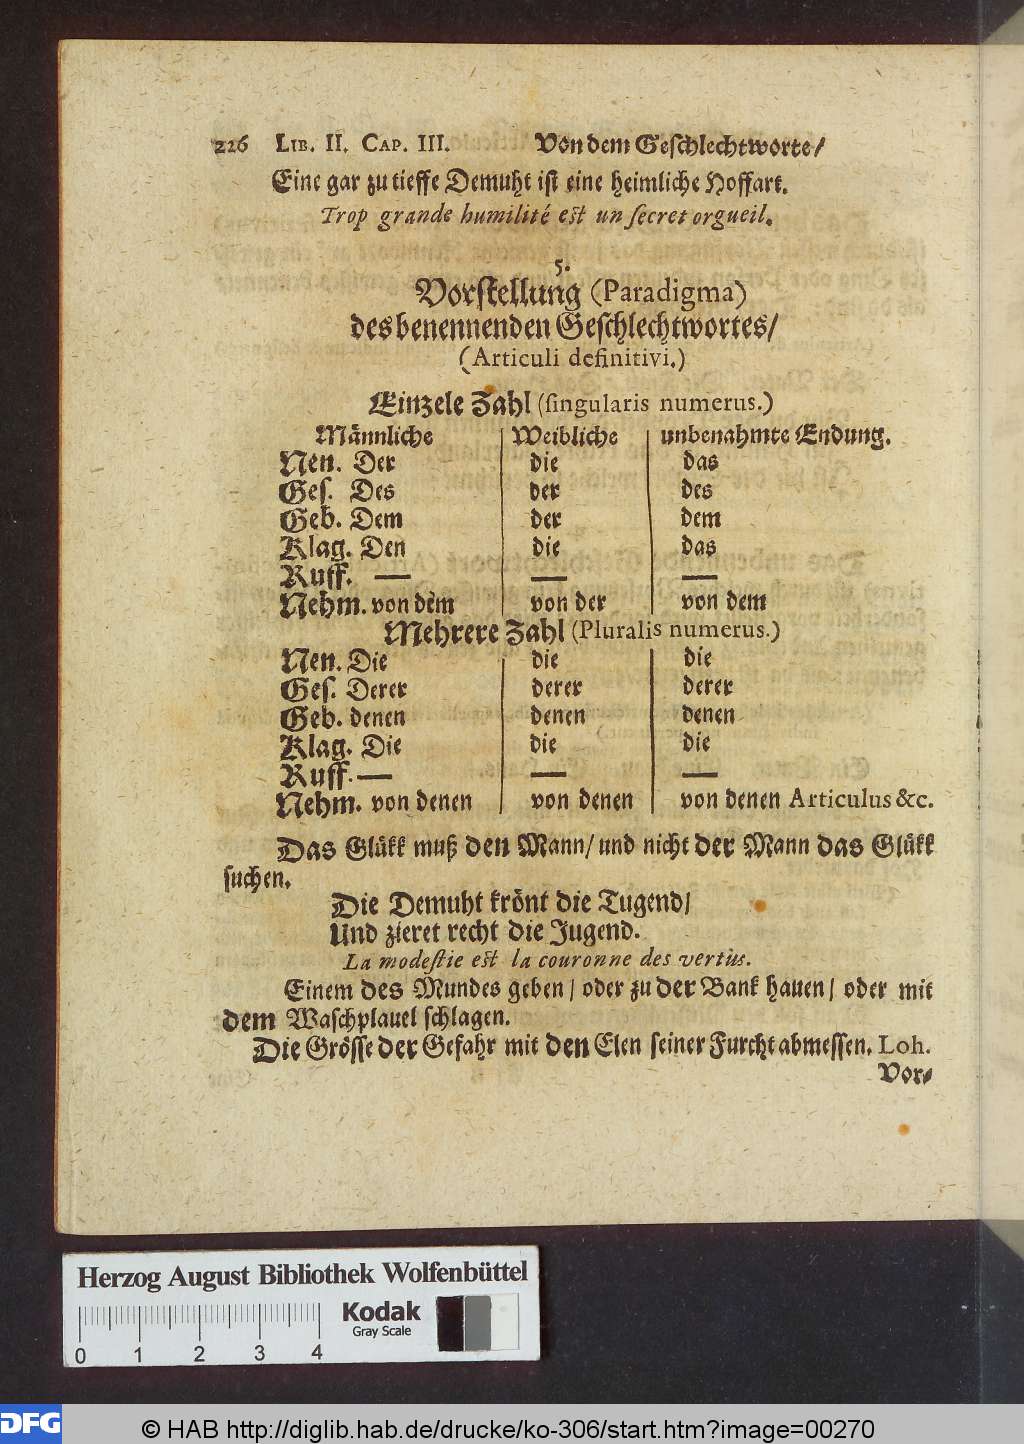 226 LIB. II. CAP. III. Von dem Geschlechtworte/
Eine gar zu tieffe Demuht ist eine heimliche Hoffart.
Trop grande humilité est un secret orgueil.
5.
Vorstellung (Paradigma)
des benennenden Geschlechtwortes/
(Articuli definitivi.)
Einzele Zahl (singularis numerus.)
Männliche Weibliche unbenahmte Endung.
Nen. Der die das
Ges. Des der des
Geb. Dem der dem
Klag. Den die das
Ruff. — — —
Nehm. von dem von der von dem
Mehrere Zahl (Pluralis numerus.)
Nen. Die die die
Ges. Derer derer derer
Geb. denen denen denen
Klag. Die die die
Ruff. — — —
Nehm. von denen von denen von denen Articulus &c.
Das Glükk muß den Mann/ und nicht der Mann das Glükk
suchen.
Die Demuht krönt die Tugend/
Und zieret recht die Jugend.
La modestie est la couronne des vertùs.
Einem des Mundes geben/ oder zu der Bank hauen/ oder mit
dem Waschplauel schlagen.
Die Grösse der Gefahr mit den Elen seiner Furcht abmessen. Loh.
Vor-
Herzog August Bibliothek Wolfenbüttel
Kodak
Gray Scale
0 1 2 3 4
DFG
© HAB http://diglib.hab.de/drucke/ko-306/start.htm?image=00270